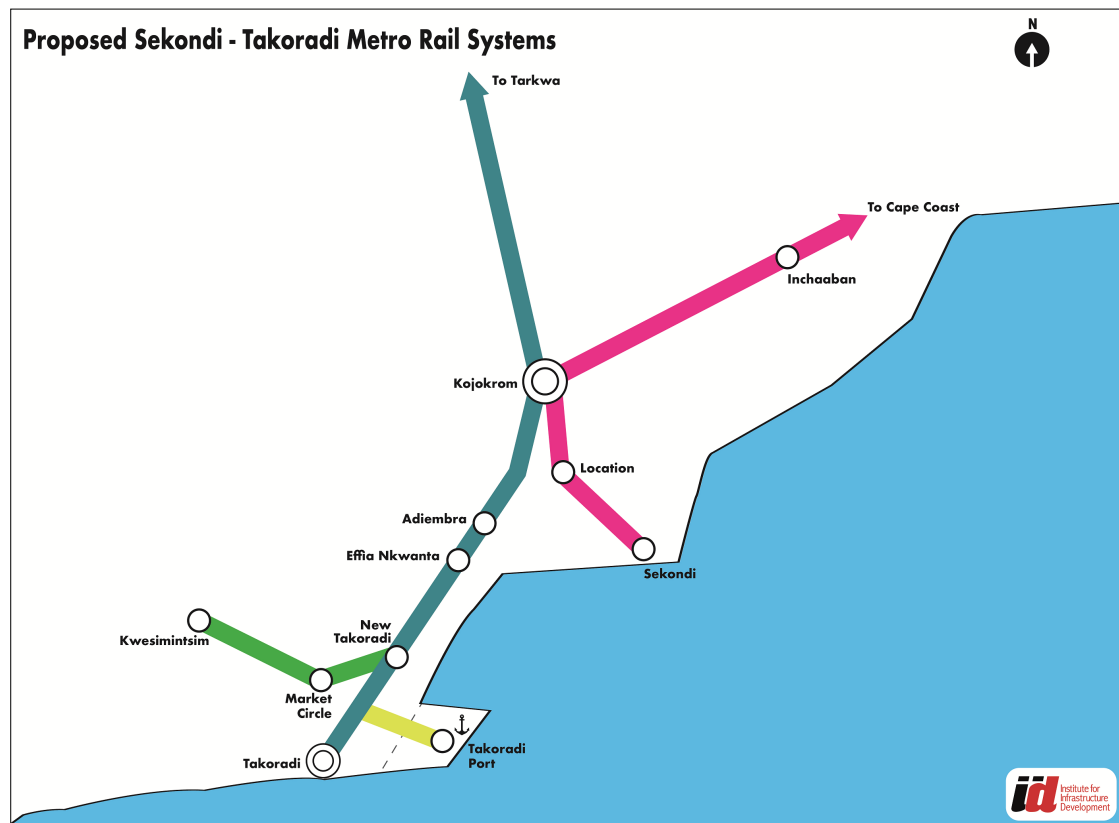 Proposed Sekondi - Takoradi Metro Rail Systems
N
To Tarkwa
To Cape Coast
Inchaaban
Kojokrom
Location
Adiembra
Effia Nkwanta
Sekondi
New
Takoradi
Kwesimintsim
Market
Circle
Takoradi
Port
Takoradi
iid
Institute for
Infrastructure
Development